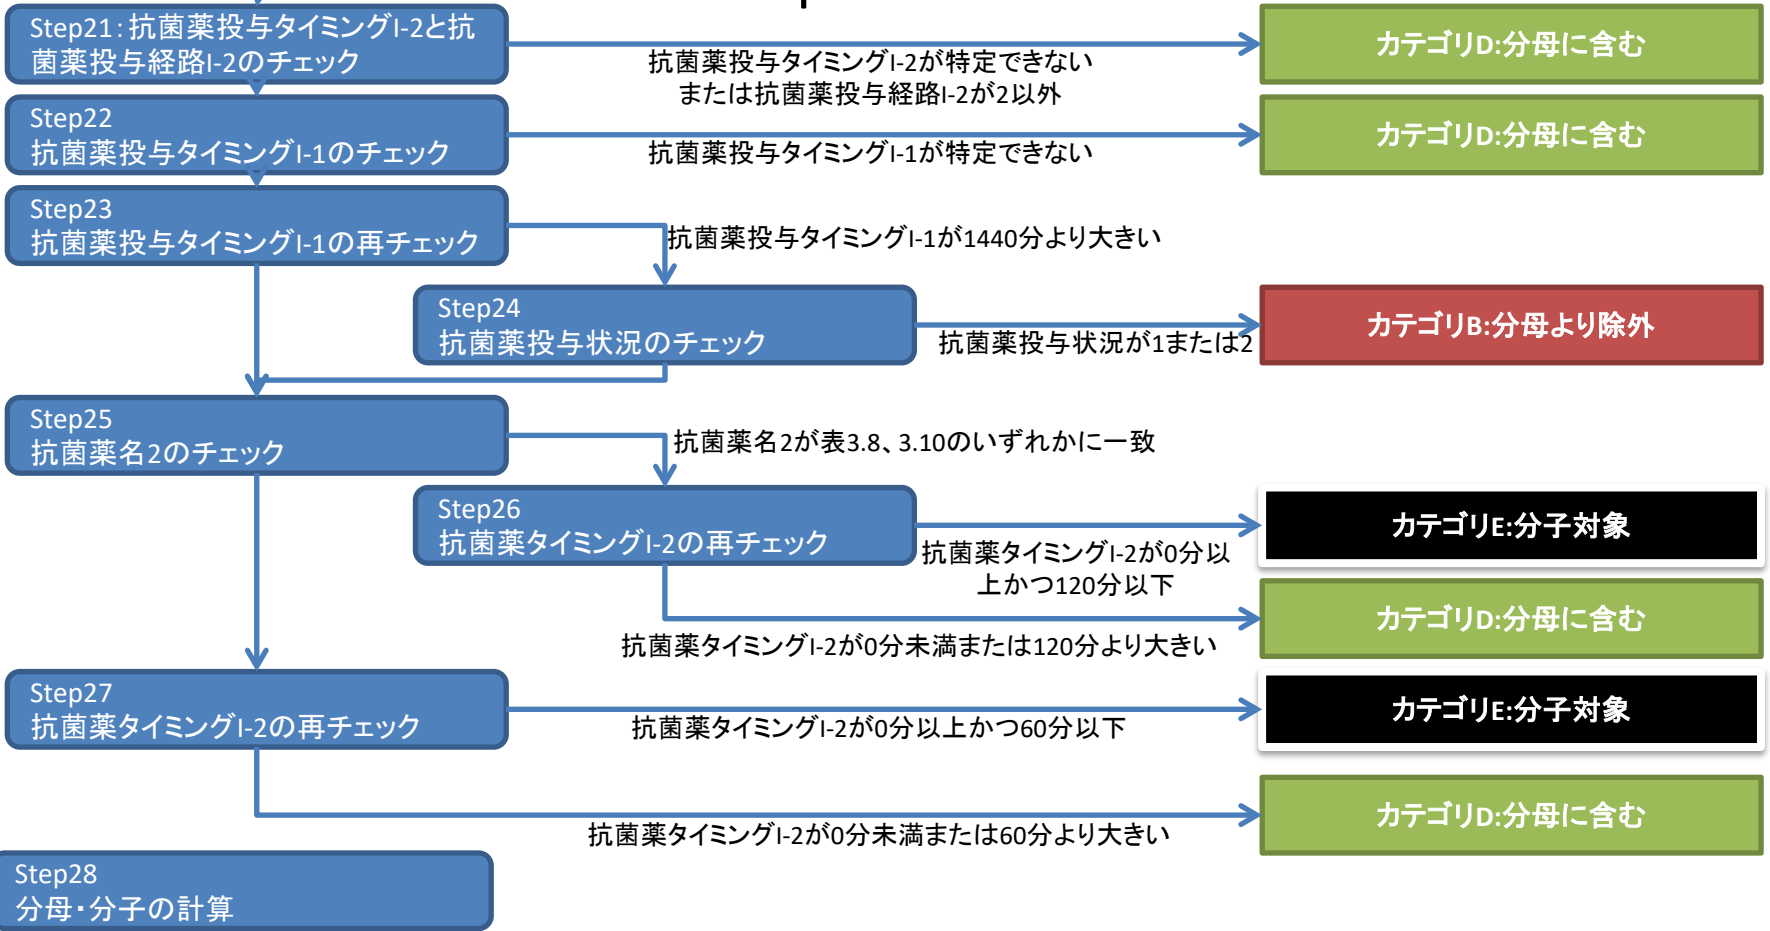 Step21：抗菌薬投与タイミングI-2と抗
菌薬投与経路I-2のチェック
抗菌薬投与タイミングI-2が特定できない
または抗菌薬投与経路I-2が2以外
カテゴリD:分母に含む
Step22
抗菌薬投与タイミングI-1のチェック
抗菌薬投与タイミングI-1が特定できない
カテゴリD:分母に含む
Step23
抗菌薬投与タイミングI-1の再チェック
抗菌薬投与タイミングI-1が1440分より大きい
Step24
抗菌薬投与状況のチェック
抗菌薬投与状況が1または2
カテゴリB:分母より除外
Step25
抗菌薬名2のチェック
抗菌薬名2が表3.8、3.10のいずれかに一致
Step26
抗菌薬タイミングI-2の再チェック
抗菌薬タイミングI-2が0分以
上かつ120分以下
カテゴリE:分子対象
抗菌薬タイミングI-2が0分未満または120分より大きい
カテゴリD:分母に含む
Step27
抗菌薬タイミングI-2の再チェック
抗菌薬タイミングI-2が0分以上かつ60分以下
カテゴリE:分子対象
抗菌薬タイミングI-2が0分未満または60分より大きい
カテゴリD:分母に含む
Step28
分母・分子の計算